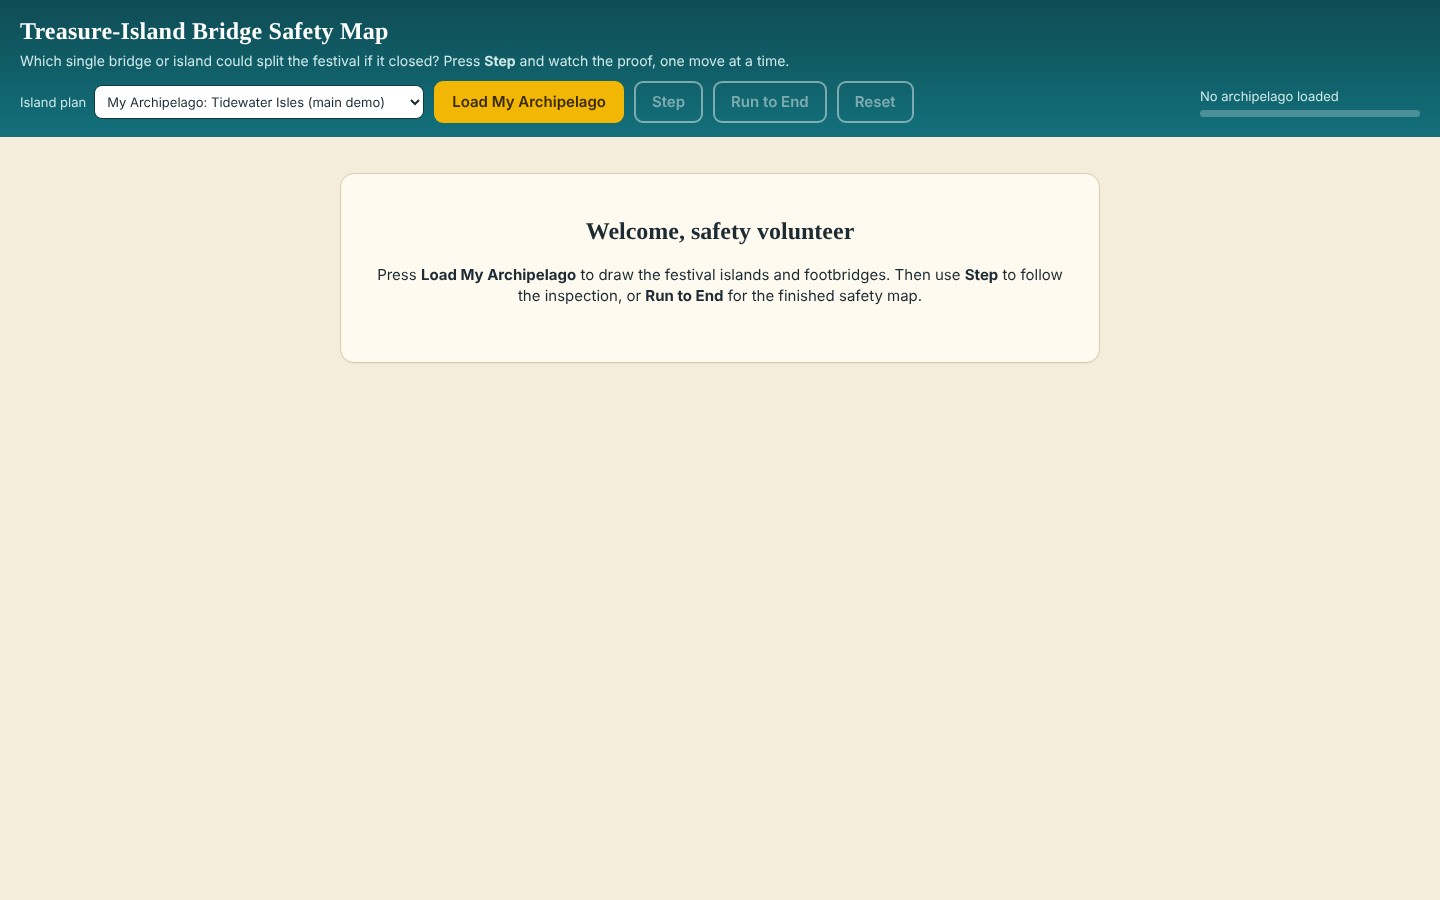 Treasure-Island Bridge Safety Map
Which single bridge or island could split the festival if it closed? Press Step and watch the proof, one move at a time.
Island plan
My Archipelago: Tidewater Isles (main demo)
Load My Archipelago
Step
Run to End
Reset
No archipelago loaded
Welcome, safety volunteer
Press Load My Archipelago to draw the festival islands and footbridges. Then use Step to follow
the inspection, or Run to End for the finished safety map.